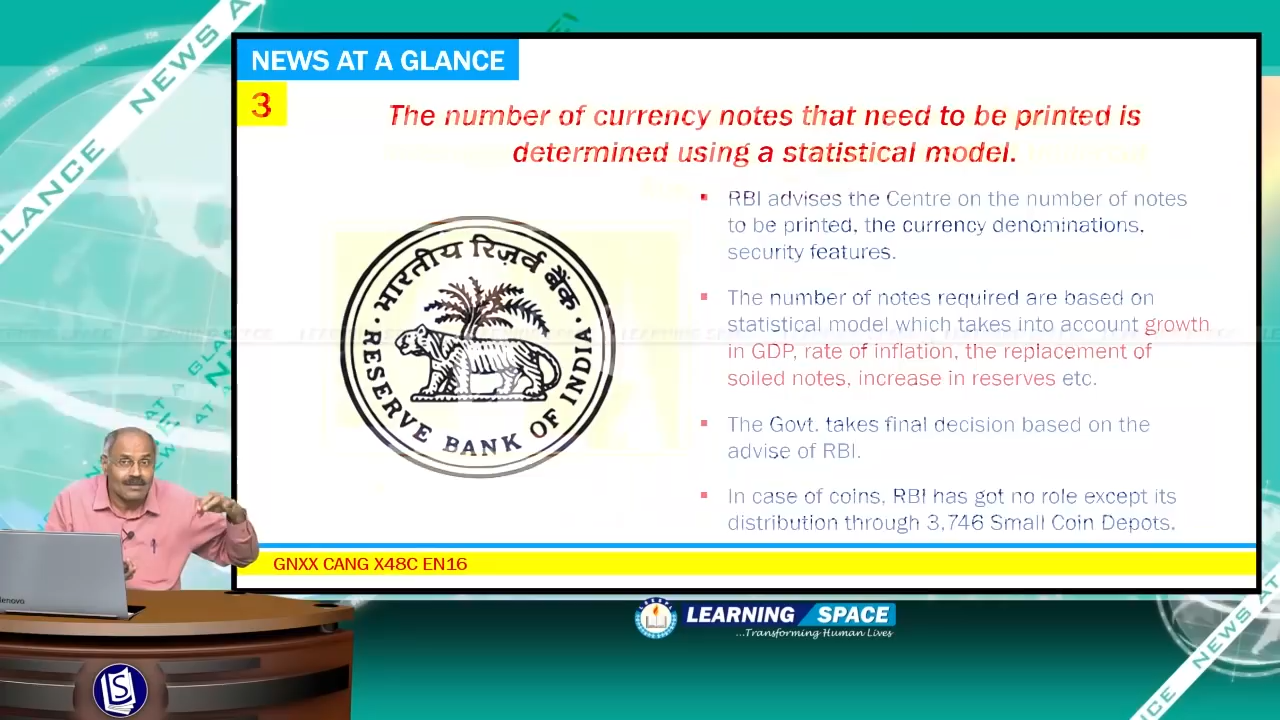 NEWS AT A GLANCE
3
The number of currency notes that need to be printed is
determined using a statistical model.
▪ RBI advises the Centre on the number of notes
to be printed, the currency denominations,
security features.
▪ The number of notes required are based on
statistical model which takes into account growth
in GDP, rate of inflation, the replacement of
soiled notes, increase in reserves etc.
▪ The Govt. takes final decision based on the
advise of RBI.
▪ In case of coins, RBI has got no role except its
distribution through 3,746 Small Coin Depots.
भारतीय रिज़र्व बैंक
RESERVE BANK OF INDIA
GNXX CANG X48C EN16
LEARNING SPACE
...Transforming Human Lives
lenovo
LS
GLANCE
NEWS A
NEWS AT
NCE